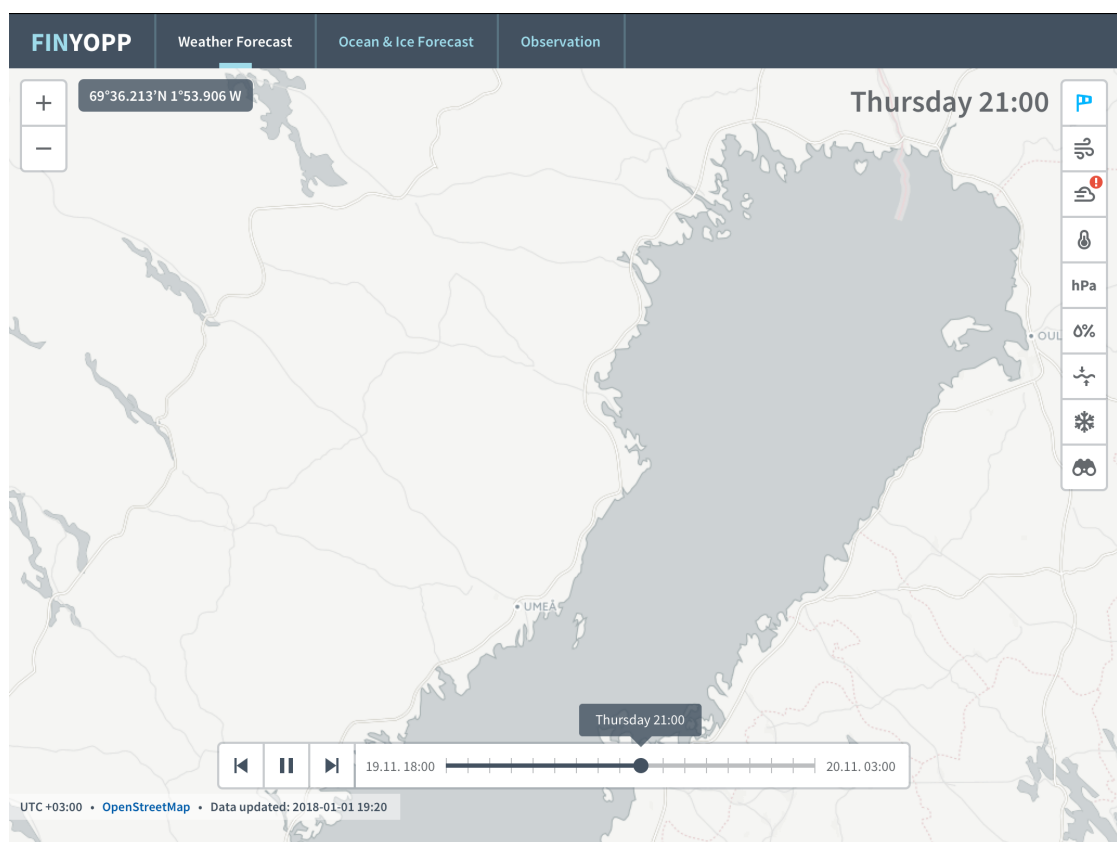 FINYOPP
Weather Forecast
Ocean & Ice Forecast
Observation
69°36.213'N 1°53.906 W
Thursday 21:00
hPa
%
OUL
UMEÅ
Thursday 21:00
19.11. 18:00
20.11. 03:00
UTC +03:00 • OpenStreetMap • Data updated: 2018-01-01 19:20